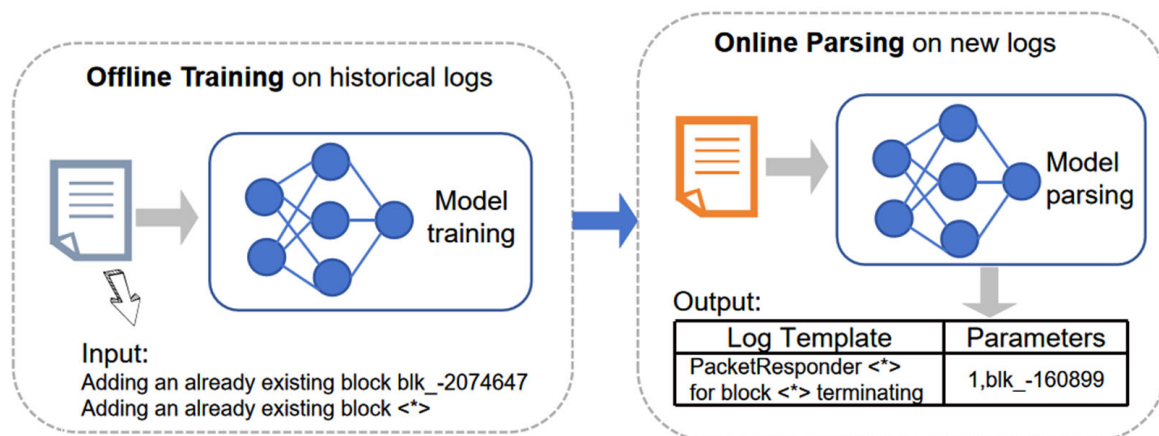 Offline Training on historical logs
Model
training
Input:
Adding an already existing block blk_-2074647
Adding an already existing block <*>
Online Parsing on new logs
Model
parsing
Output:
Log Template
Parameters
PacketResponder <*>
for block <*> terminating
1,blk_-160899